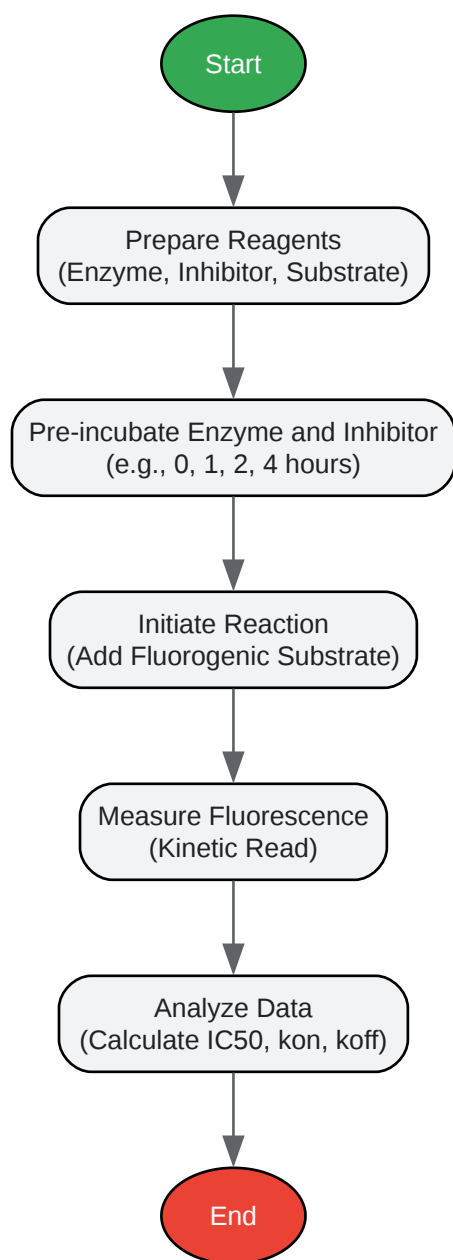 Start
Prepare Reagents
(Enzyme, Inhibitor, Substrate)
Pre-incubate Enzyme and Inhibitor
(e.g., 0, 1, 2, 4 hours)
Initiate Reaction
(Add Fluorogenic Substrate)
Measure Fluorescence
(Kinetic Read)
Analyze Data
(Calculate IC50, kon, koff)
End